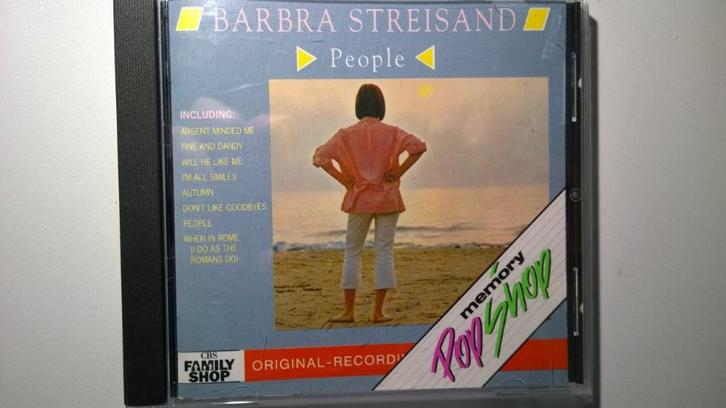 BARBRA STREISAND
People
INCLUDING:
ABSENT MINDED ME
FINE AND DANDY
WILL HE LIKE ME
I'M ALL SMILES
AUTUMN
DON'T LIKE GOODBYES
PEOPLE
WHEN IN ROME
(I DO AS THE
ROMANS DO)
memory
Pop Shop
CBS
FAMILY
SHOP
ORIGINAL-RECORDI